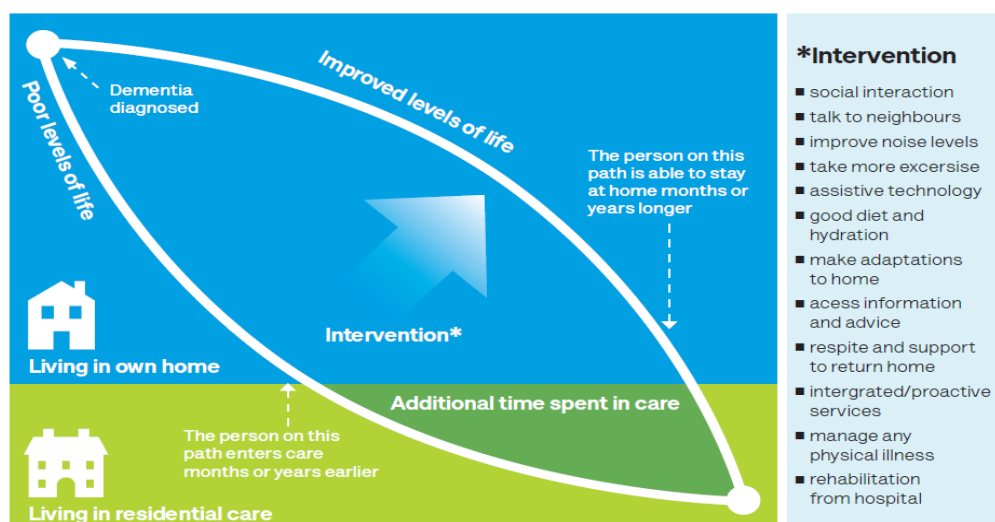 Dementia
diagnosed
Poor levels of life
Improved levels of life
The person on this
path is able to stay
at home months or
years longer
Intervention*
Living in own home
Additional time spent in care
The person on this
path enters care
months or years earlier
Living in residential care
*Intervention
■ social interaction
■ talk to neighbours
■ improve noise levels
■ take more excersise
■ assistive technology
■ good diet and
hydration
■ make adaptations
to home
■ acess information
and advice
■ respite and support
to return home
■ intergrated/proactive
services
■ manage any
physical illness
■ rehabilitation
from hospital